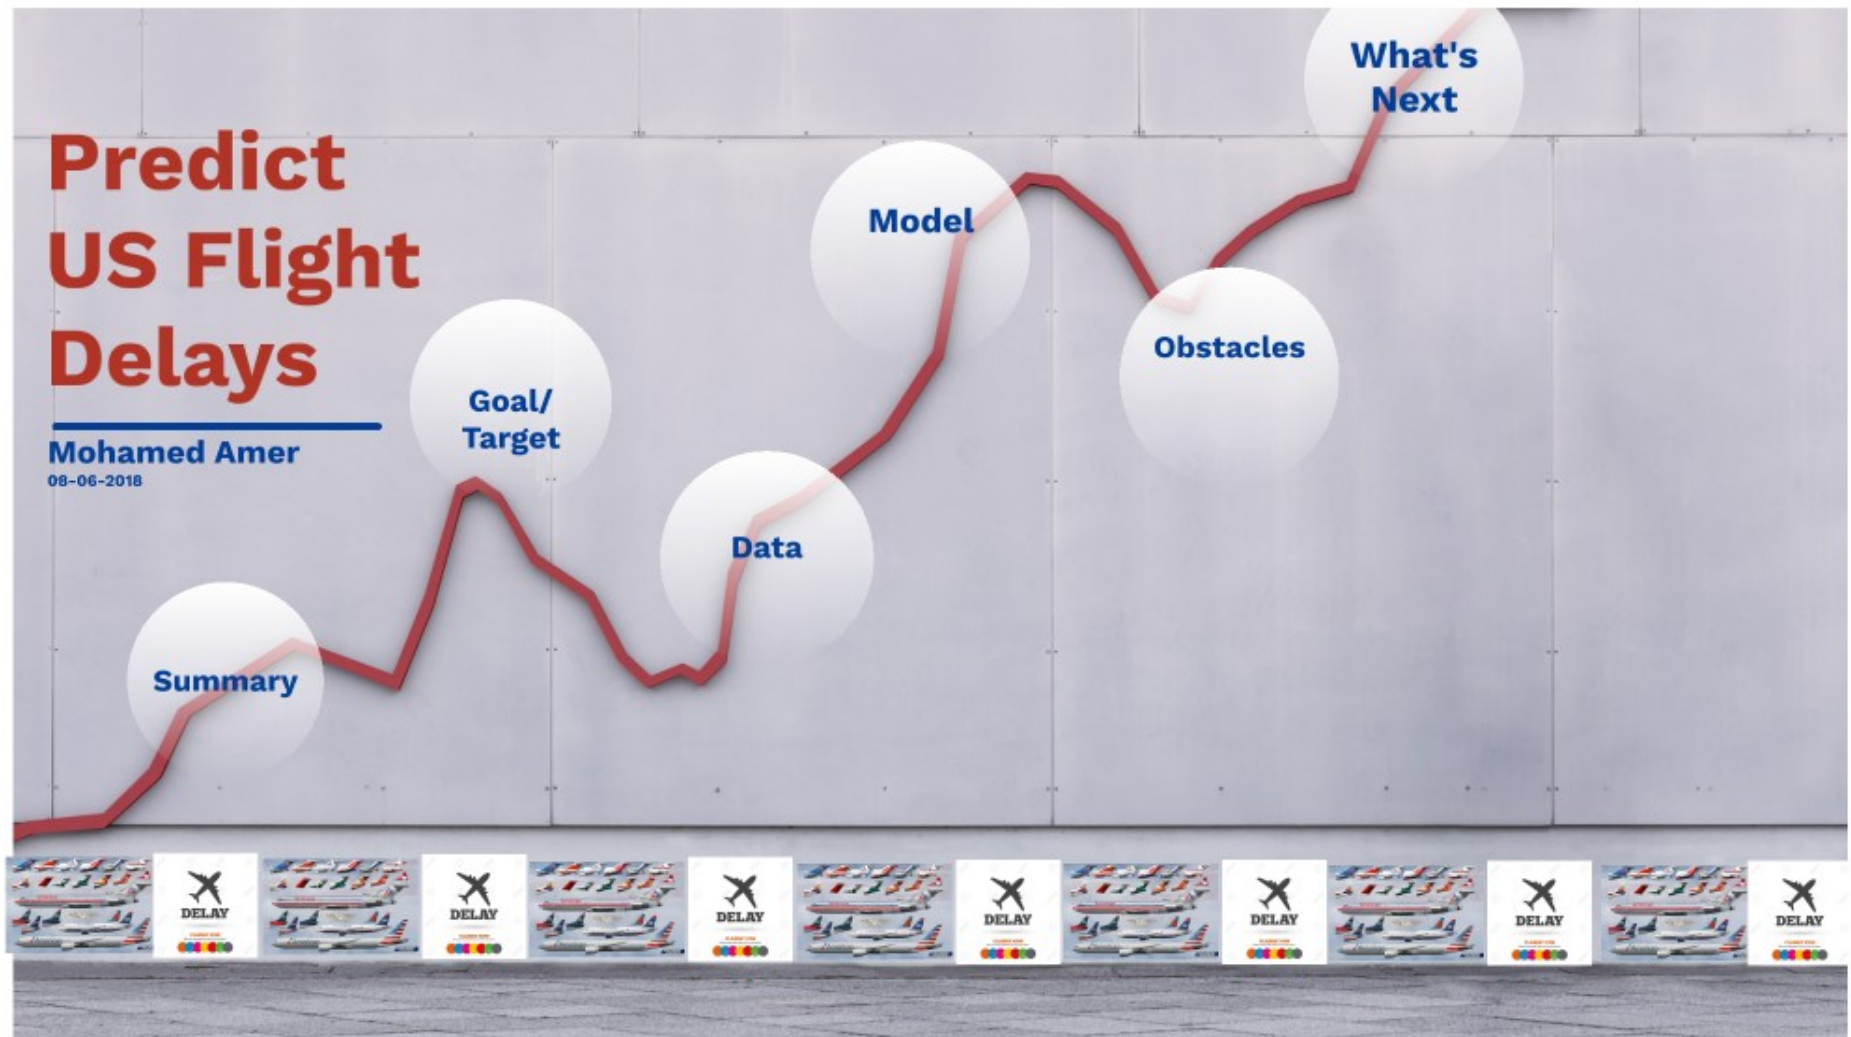 Predict
US Flight
Delays
Mohamed Amer
08-06-2018
Summary
Goal/
Target
Data
Model
Obstacles
What's
Next
DELAY
DELAY
DELAY
DELAY
DELAY
DELAY
DELAY